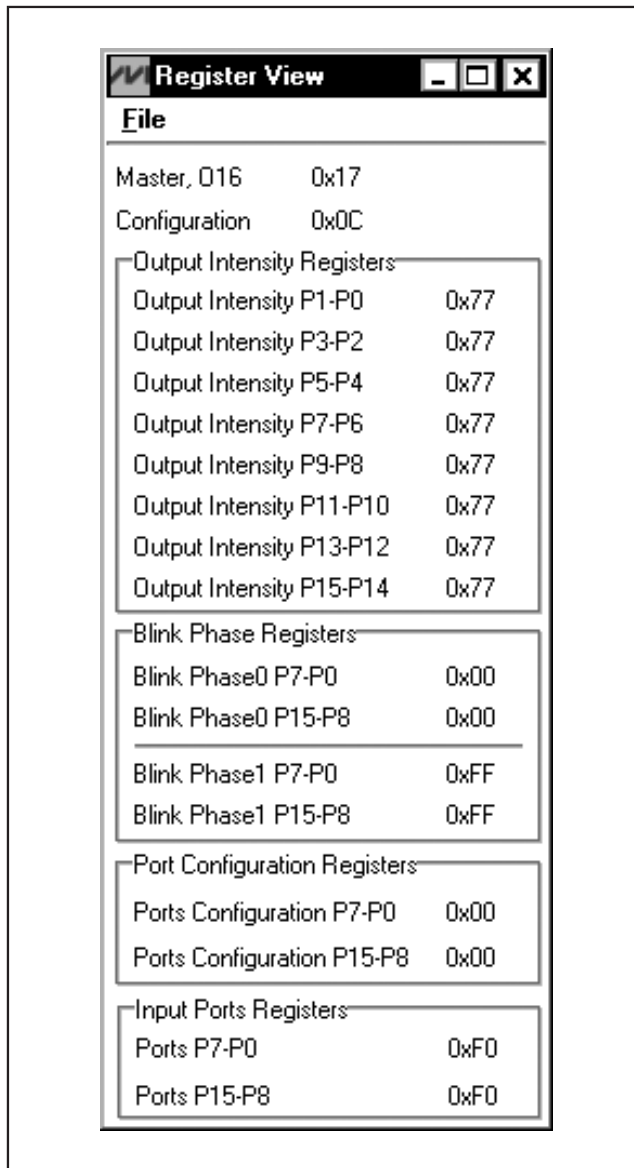 Register View
File
Master, O16 0x17
Configuration 0x0C
Output Intensity Registers
Output Intensity P1-P0 0x77
Output Intensity P3-P2 0x77
Output Intensity P5-P4 0x77
Output Intensity P7-P6 0x77
Output Intensity P9-P8 0x77
Output Intensity P11-P10 0x77
Output Intensity P13-P12 0x77
Output Intensity P15-P14 0x77
Blink Phase Registers
Blink Phase0 P7-P0 0x00
Blink Phase0 P15-P8 0x00
Blink Phase1 P7-P0 0xFF
Blink Phase1 P15-P8 0xFF
Port Configuration Registers
Ports Configuration P7-P0 0x00
Ports Configuration P15-P8 0x00
Input Ports Registers
Ports P7-P0 0xF0
Ports P15-P8 0xF0